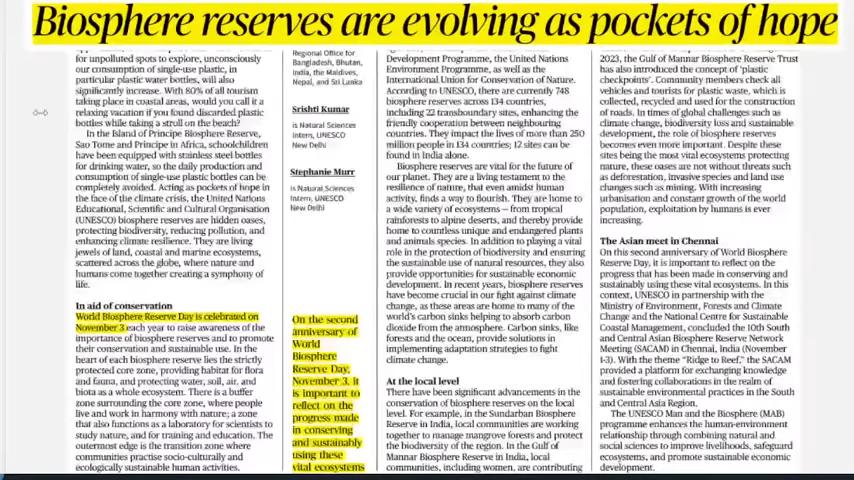 Biosphere reserves are evolving as pockets of hope
for unpolluted spots to explore, unconsciously
our consumption of single-use plastic, in
particular plastic water bottles, will also
significantly increase. With 80% of all tourism
taking place in coastal areas, would you call it a
relaxing vacation if you found discarded plastic
bottles while taking a stroll on the beach?
In the Island of Principe Biosphere Reserve,
Sao Tome and Principe in Africa, schoolchildren
have been equipped with stainless steel bottles
for drinking water, so the daily production and
consumption of single-use plastic bottles can be
completely avoided. Acting as pockets of hope in
the face of the climate crisis, the United Nations
Educational, Scientific and Cultural Organisation
(UNESCO) biosphere reserves are hidden oases,
protecting biodiversity, reducing pollution, and
enhancing climate resilience. They are living
jewels of land, coastal and marine ecosystems,
scattered across the globe, where nature and
humans come together creating a symphony of
life.
In aid of conservation
World Biosphere Reserve Day is celebrated on
November 3 each year to raise awareness of the
importance of biosphere reserves and to promote
their conservation and sustainable use. In the
heart of each biosphere reserve lies the strictly
protected core zone, providing habitat for flora
and fauna, and protecting water, soil, air, and
biota as a whole ecosystem. There is a buffer
zone surrounding the core zone, where people
live and work in harmony with nature; a zone
that also functions as a laboratory for scientists to
study nature, and for training and education. The
outermost edge is the transition zone where
communities practise socio-culturally and
ecologically sustainable human activities.
Regional Office for
Bangladesh, Bhutan,
India, the Maldives,
Nepal, and Sri Lanka
Srishti Kumar
is Natural Sciences
Intern, UNESCO
New Delhi
Stephanie Murr
is Natural Sciences
Intern, UNESCO
New Delhi
On the second
anniversary of
World
Biosphere
Reserve Day,
November 3, it
is important to
reflect on the
progress made
in conserving
and sustainably
using these
vital ecosystems
Development Programme, the United Nations
Environment Programme, as well as the
International Union for Conservation of Nature.
According to UNESCO, there are currently 748
biosphere reserves across 134 countries,
including 22 transboundary sites, enhancing the
friendly cooperation between neighbouring
countries. They impact the lives of more than 250
million people in 134 countries; 12 sites can be
found in India alone.
Biosphere reserves are vital for the future of
our planet. They are a living testament to the
resilience of nature, that even amidst human
activity, finds a way to flourish. They are home to
a wide variety of ecosystems — from tropical
rainforests to alpine deserts, and thereby provide
home to countless unique and endangered plants
and animals species. In addition to playing a vital
role in the protection of biodiversity and ensuring
the sustainable use of natural resources, they also
provide opportunities for sustainable economic
development. In recent years, biosphere reserves
have become crucial in our fight against climate
change, as these areas are home to many of the
world's carbon sinks helping to absorb carbon
dioxide from the atmosphere. Carbon sinks, like
forests and the ocean, provide solutions in
implementing adaptation strategies to fight
climate change.
At the local level
There have been significant advancements in the
conservation of biosphere reserves on the local
level. For example, in the Sundarban Biosphere
Reserve in India, local communities are working
together to manage mangrove forests and protect
the biodiversity of the region. In the Gulf of
Mannar Biosphere Reserve in India, local
communities, including women, are contributing
2023, the Gulf of Mannar Biosphere Reserve Trust
has also introduced the concept of 'plastic
checkpoints'. Community members check all
vehicles and tourists for plastic waste, which is
collected, recycled and used for the construction
of roads. In times of global challenges such as
climate change, biodiversity loss and sustainable
development, the role of biosphere reserves
becomes even more important. Despite these
sites being the most vital ecosystems protecting
nature, these oases are not without threats such
as deforestation, invasive species and land use
changes such as mining. With increasing
urbanisation and constant growth of the world
population, exploitation by humans is ever
increasing.
The Asian meet in Chennai
On this second anniversary of World Biosphere
Reserve Day, it is important to reflect on the
progress that has been made in conserving and
sustainably using these vital ecosystems. In this
context, UNESCO in partnership with the
Ministry of Environment, Forests and Climate
Change and the National Centre for Sustainable
Coastal Management, concluded the 10th South
and Central Asian Biosphere Reserve Network
Meeting (SACAM) in Chennai, India (November
1-3). With the theme "Ridge to Reef," the SACAM
provided a platform for exchanging knowledge
and fostering collaborations in the realm of
sustainable environmental practices in the South
and Central Asia Region.
The UNESCO Man and the Biosphere (MAB)
programme enhances the human-environment
relationship through combining natural and
social sciences to improve livelihoods, safeguard
ecosystems, and promote sustainable economic
development.